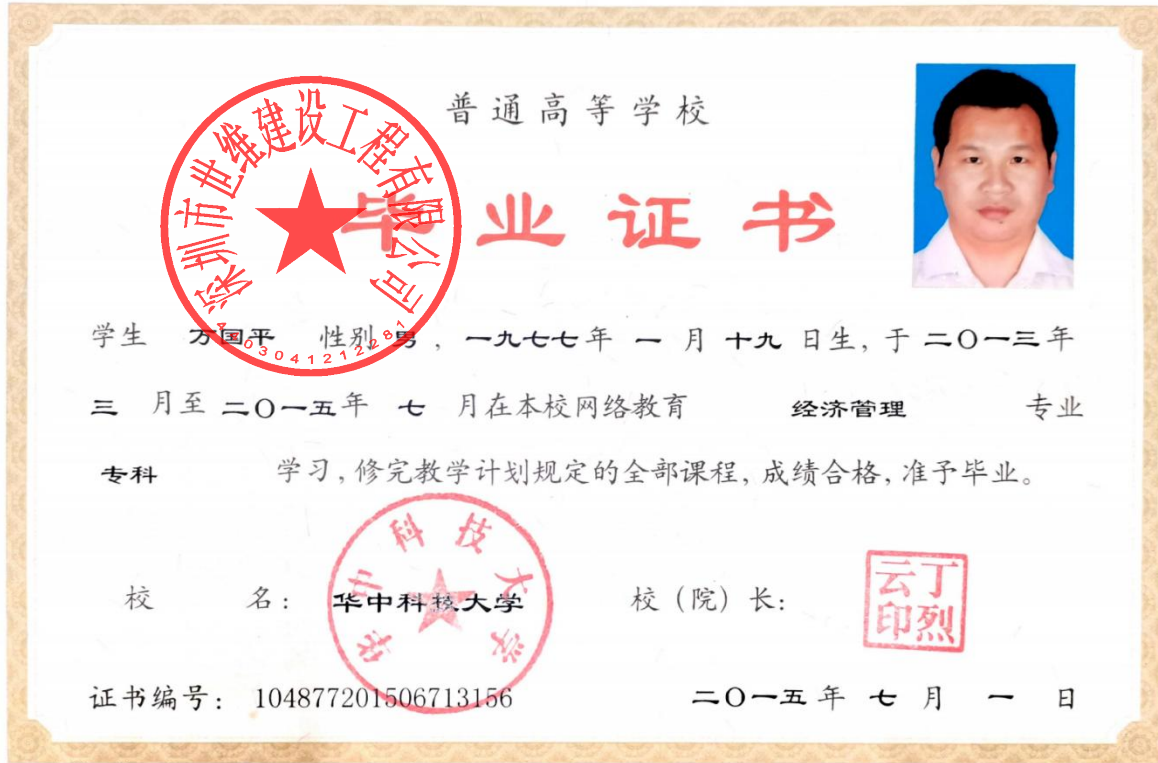 普通高等学校
毕业证书
深圳市世维建设工程有限公司
4403041212281
学生 万国平 性别 男，一九七七年 一 月 十九 日生，于 二〇一三年
三 月至 二〇一五年 七 月在本校网络教育 经济管理 专业
专科 学习，修完教学计划规定的全部课程，成绩合格，准予毕业。
华中科技大学
校 名： 华中科技大学 校（院）长：
丁烈云印
证书编号： 104877201506713156 二〇一五年 七 月 一 日